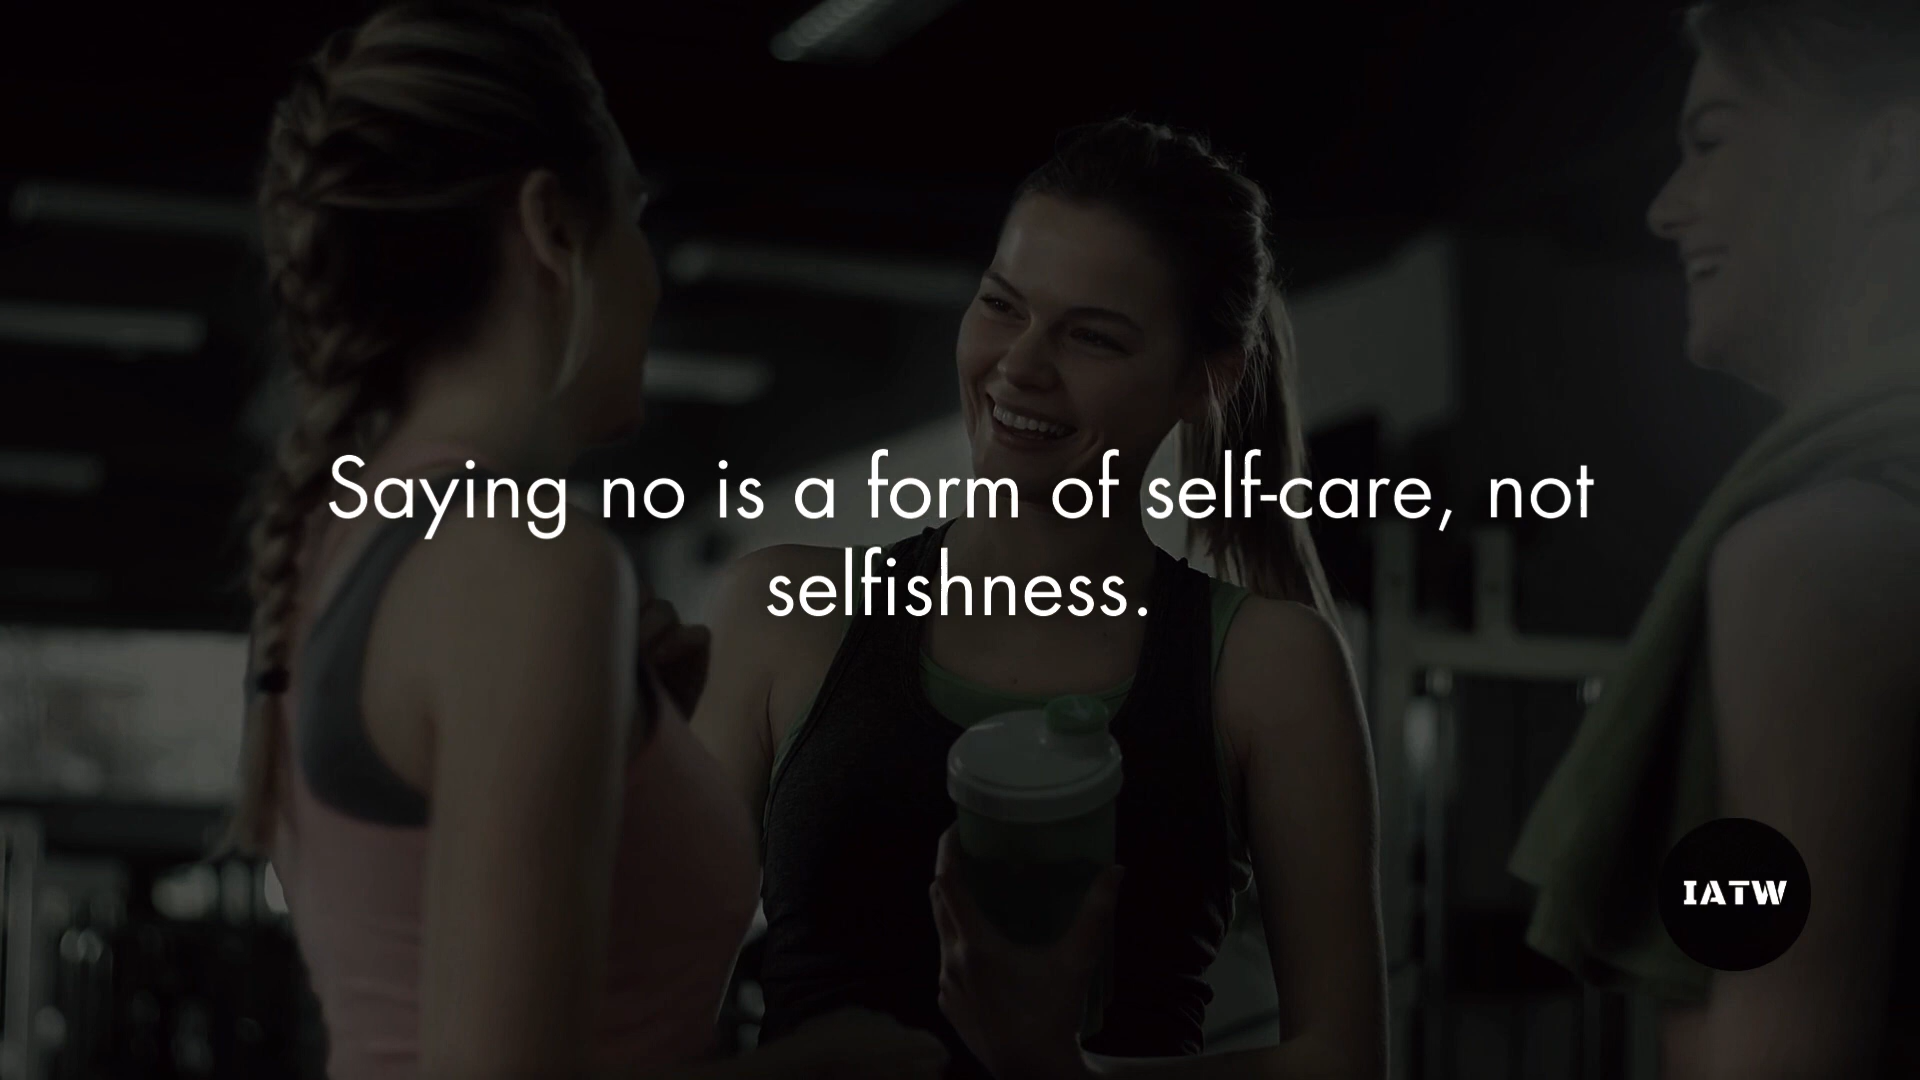 Saying no is a form of self-care, not
selfishness.
IATW